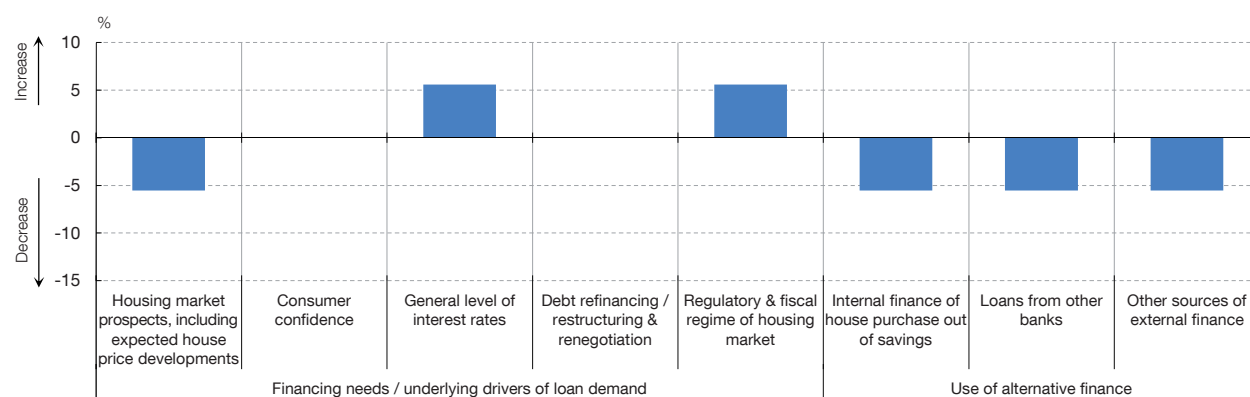 %
Increase
Decrease
10
5
0
-5
-10
-15
Housing market
prospects, including
expected house
price developments
Consumer
confidence
General level of
interest rates
Debt refinancing /
restructuring &
renegotiation
Regulatory & fiscal
regime of housing
market
Internal finance of
house purchase out
of savings
Loans from other
banks
Other sources of
external finance
Financing needs / underlying drivers of loan demand
Use of alternative finance